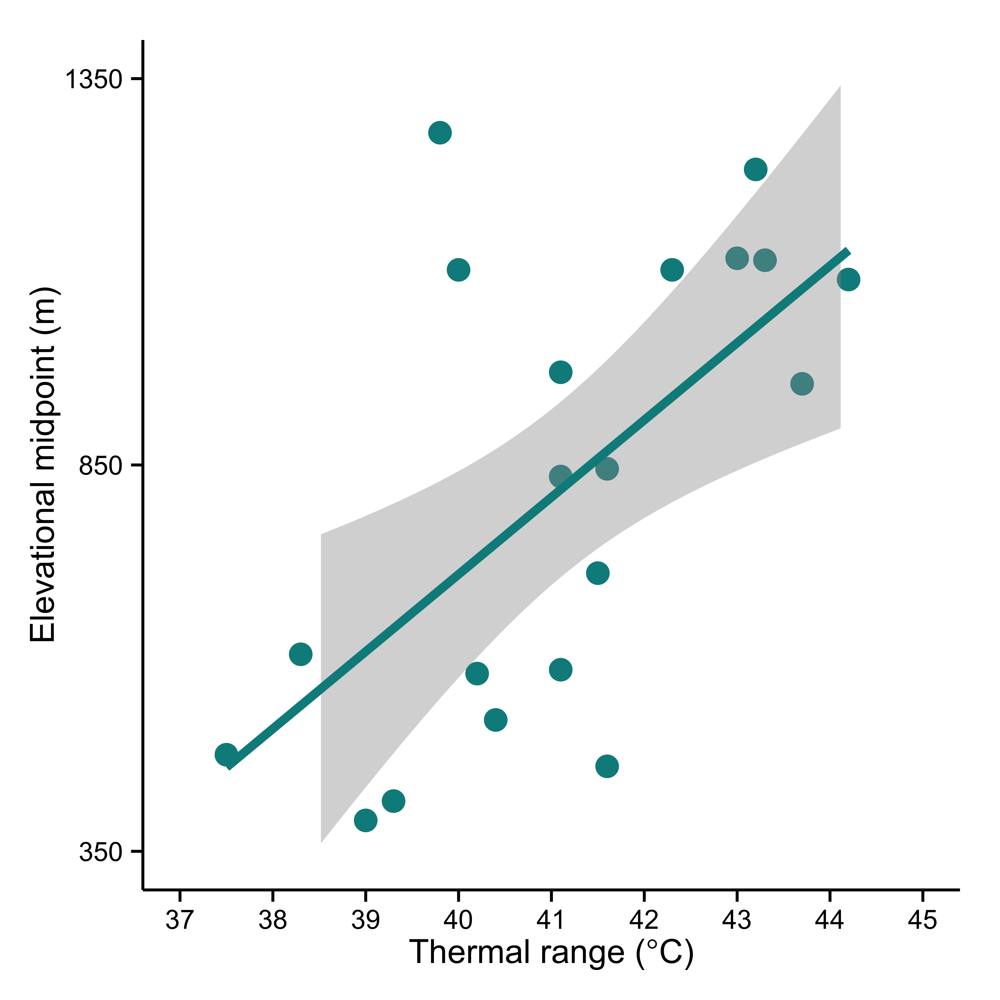 1350
850
350
Elevational midpoint (m)
37 38 39 40 41 42 43 44 45
Thermal range (°C)